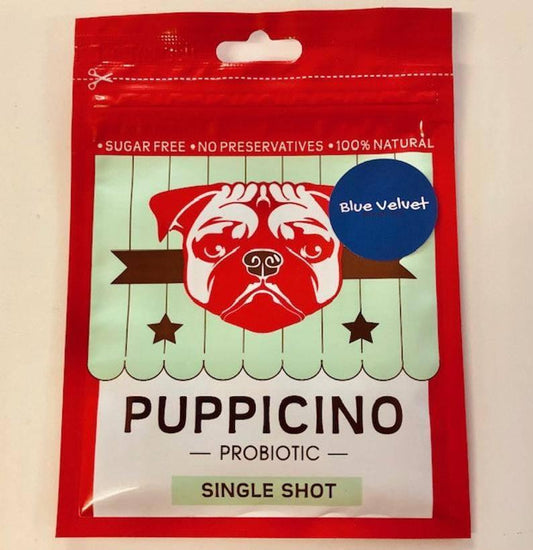 • SUGAR FREE • NO PRESERVATIVES • 100% NATURAL
Blue Velvet
PUPPICINO
— PROBIOTIC —
SINGLE SHOT